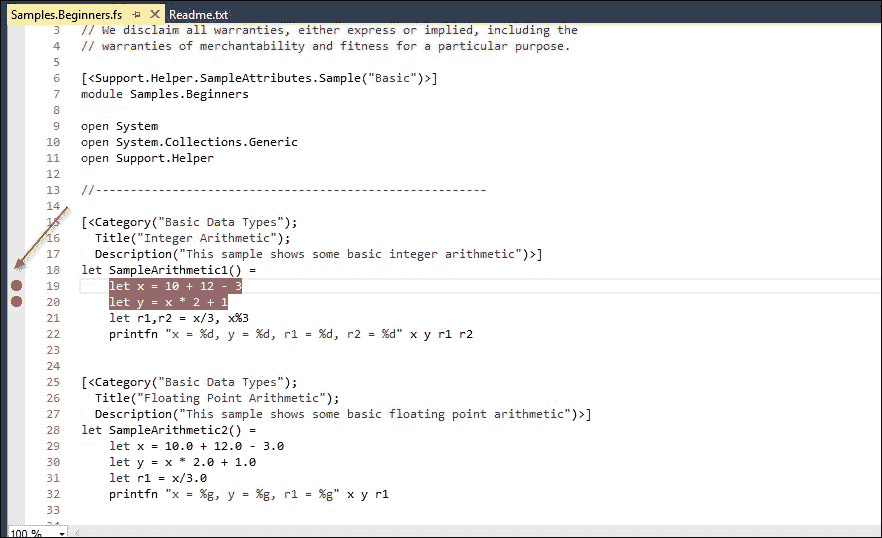 Samples.Beginners.fs Readme.txt
3 // We disclaim all warranties, either express or implied, including the
4 // warranties of merchantability and fitness for a particular purpose.
5
6 [<Support.Helper.SampleAttributes.Sample("Basic")>]
7 module Samples.Beginners
8
9 open System
10 open System.Collections.Generic
11 open Support.Helper
12
13 //--------------------------------------------------------
14
15 [<Category("Basic Data Types");
16 Title("Integer Arithmetic");
17 Description("This sample shows some basic integer arithmetic")>]
18 let SampleArithmetic1() =
19 let x = 10 + 12 - 3
20 let y = x * 2 + 1
21 let r1,r2 = x/3, x%3
22 printfn "x = %d, y = %d, r1 = %d, r2 = %d" x y r1 r2
23
24
25 [<Category("Basic Data Types");
26 Title("Floating Point Arithmetic");
27 Description("This sample shows some basic floating point arithmetic")>]
28 let SampleArithmetic2() =
29 let x = 10.0 + 12.0 - 3.0
30 let y = x * 2.0 + 1.0
31 let r1 = x/3.0
32 printfn "x = %g, y = %g, r1 = %g" x y r1
33
100 %